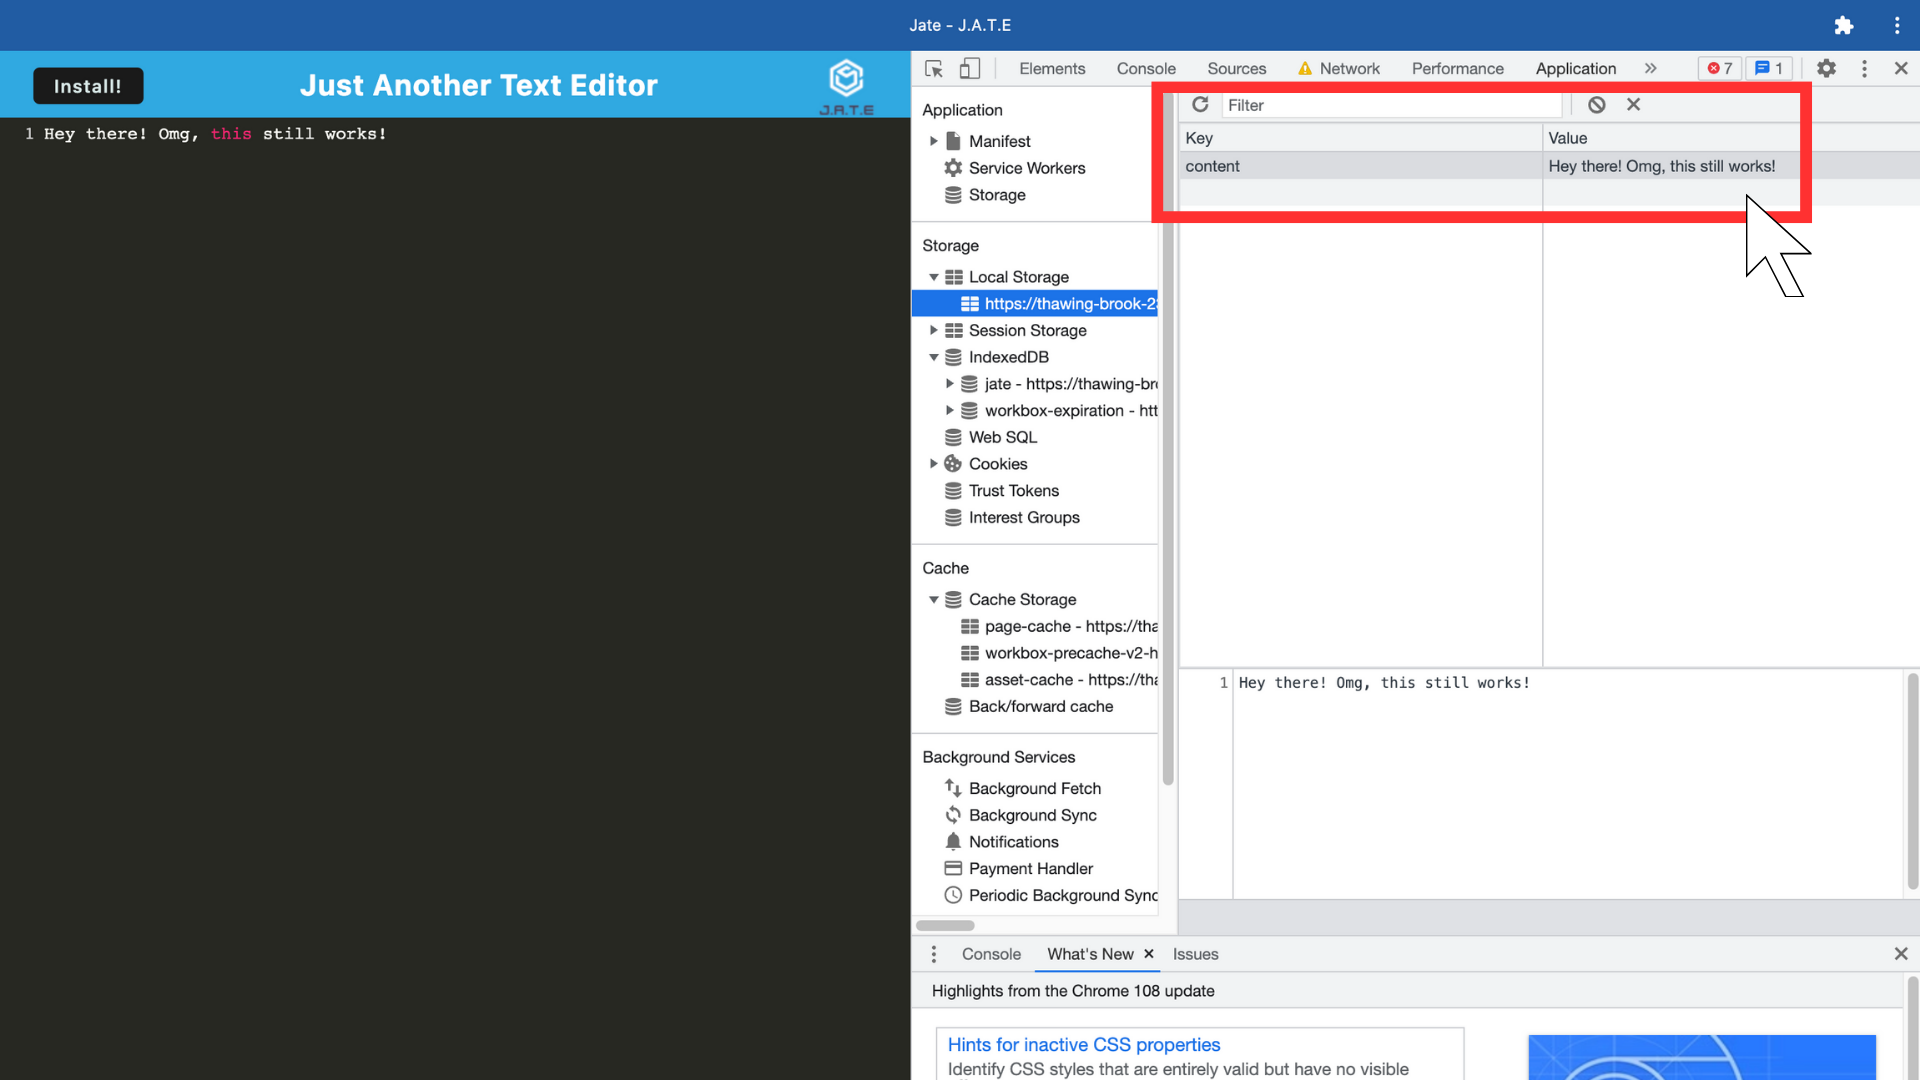 Jate - J.A.T.E
Install!
Just Another Text Editor
J.A.T.E
1 Hey there! Omg, this still works!
Elements Console Sources Network Performance Application » 7 1
Application
Manifest
Service Workers
Storage
Storage
Local Storage
https://thawing-brook-2
Session Storage
IndexedDB
jate - https://thawing-bro
workbox-expiration - htt
Web SQL
Cookies
Trust Tokens
Interest Groups
Cache
Cache Storage
page-cache - https://tha
workbox-precache-v2-h
asset-cache - https://tha
Back/forward cache
Background Services
Background Fetch
Background Sync
Notifications
Payment Handler
Periodic Background Sync
Filter
Key Value
content Hey there! Omg, this still works!
1 Hey there! Omg, this still works!
Console What's New × Issues
Highlights from the Chrome 108 update
Hints for inactive CSS properties
Identify CSS styles that are entirely valid but have no visible